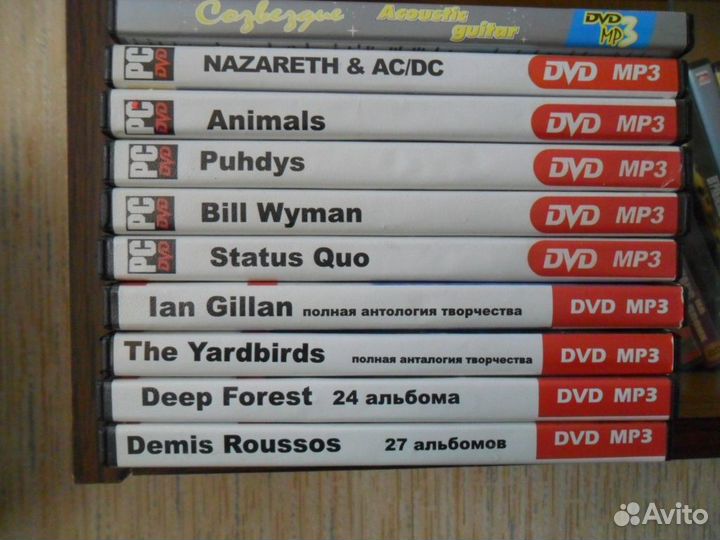 Созвездие Acoustic guitar DVD MP3
PC DVD NAZARETH & AC/DC DVD MP3
PC DVD Animals DVD MP3
PC DVD Puhdys DVD MP3
PC DVD Bill Wyman DVD MP3
PC DVD Status Quo DVD MP3
Ian Gillan полная антология творчества DVD MP3
The Yardbirds полная анталогия творчества DVD MP3
Deep Forest 24 альбома DVD MP3
Demis Roussos 27 альбомов DVD MP3
Avito